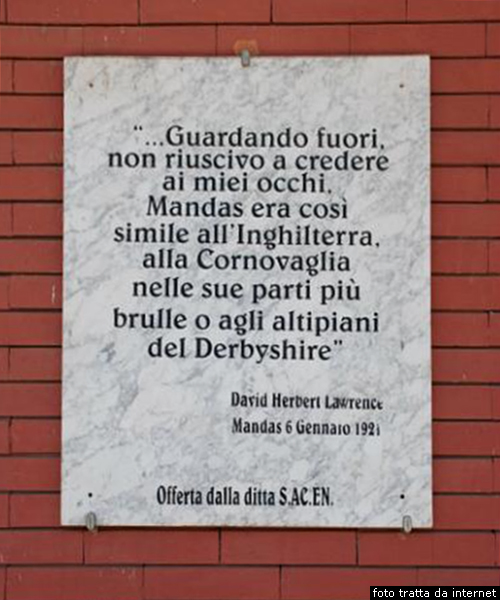 "...Guardando fuori,
non riuscivo a credere
ai miei occhi.
Mandas era così
simile all'Inghilterra,
alla Cornovaglia
nelle sue parti più
brulle o agli altipiani
del Derbyshire"
David Herbert Lawrence
Mandas 6 Gennaro 1921
Offerta dalla ditta S.AC.EN.
foto tratta da internet